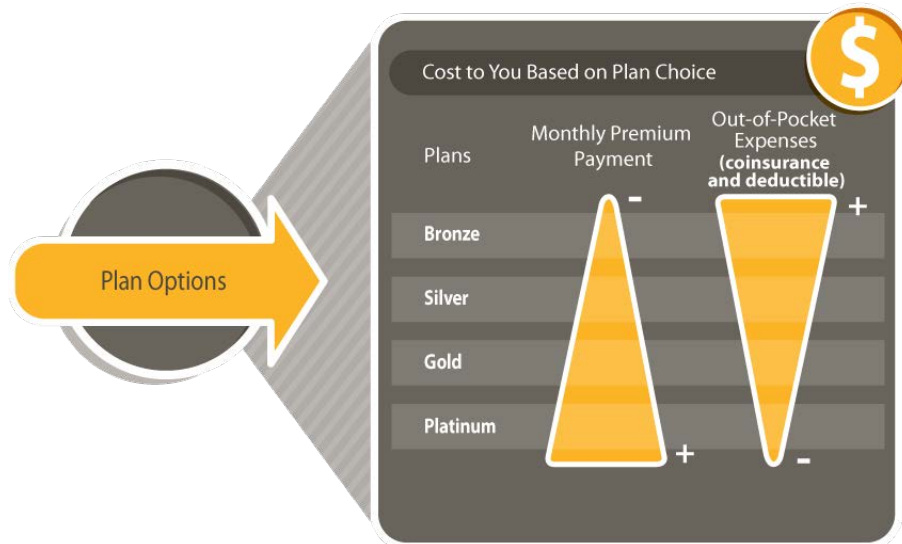 $
Cost to You Based on Plan Choice
Plans
Monthly Premium
Payment
Out-of-Pocket
Expenses
(coinsurance
and deductible)
-
+
Bronze
Silver
Gold
Platinum
+
-
Plan Options